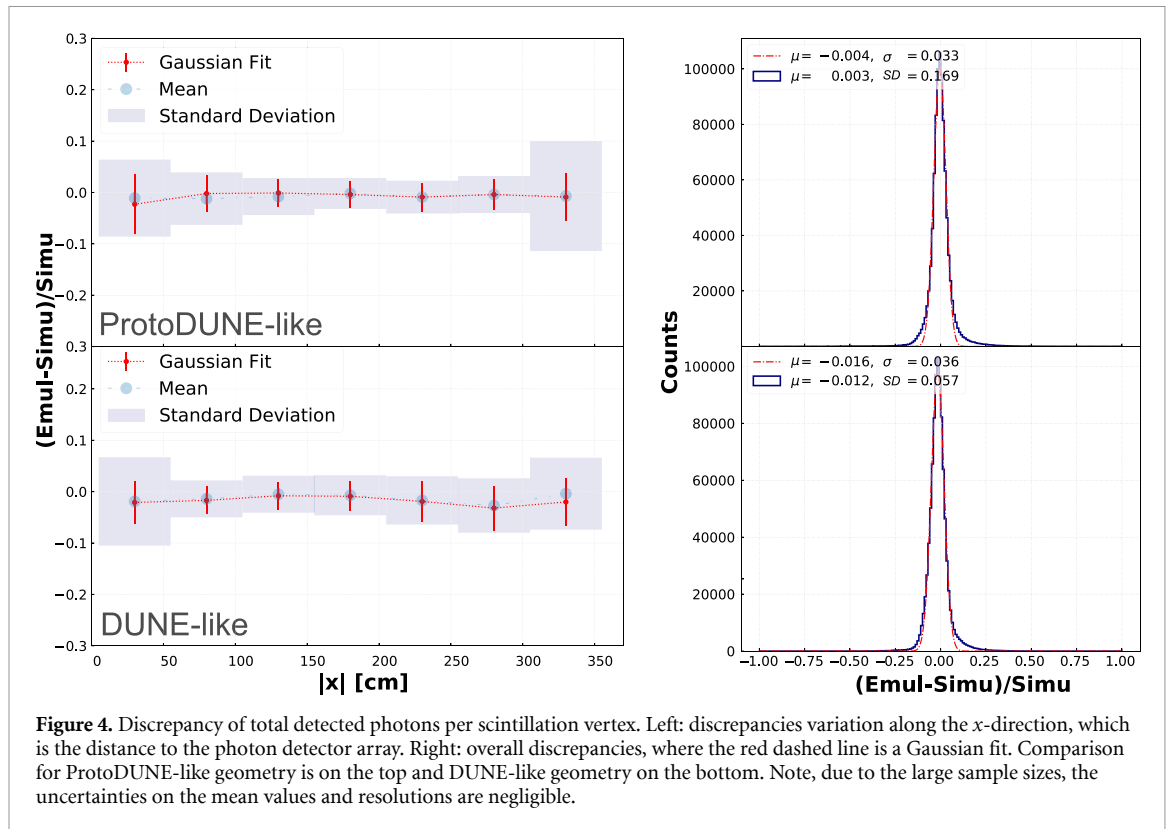 0.3
Gaussian Fit
Mean
Standard Deviation
0.2
0.1
0.0
−0.1
−0.2
ProtoDUNE-like
0.3
Gaussian Fit
Mean
Standard Deviation
0.2
0.1
0.0
−0.1
−0.2
−0.3
DUNE-like
(Emul-Simu)/Simu
0 50 100 150 200 250 300 350
|x| [cm]
μ= −0.004, σ = 0.033
μ= 0.003, SD = 0.169
100000
80000
60000
40000
20000
μ= −0.016, σ = 0.036
μ= −0.012, SD = 0.057
100000
80000
60000
40000
20000
0
Counts
−1.00 −0.75 −0.50 −0.25 0.00 0.25 0.50 0.75 1.00
(Emul-Simu)/Simu
Figure 4. Discrepancy of total detected photons per scintillation vertex. Left: discrepancies variation along the x-direction, which
is the distance to the photon detector array. Right: overall discrepancies, where the red dashed line is a Gaussian fit. Comparison
for ProtoDUNE-like geometry is on the top and DUNE-like geometry on the bottom. Note, due to the large sample sizes, the
uncertainties on the mean values and resolutions are negligible.